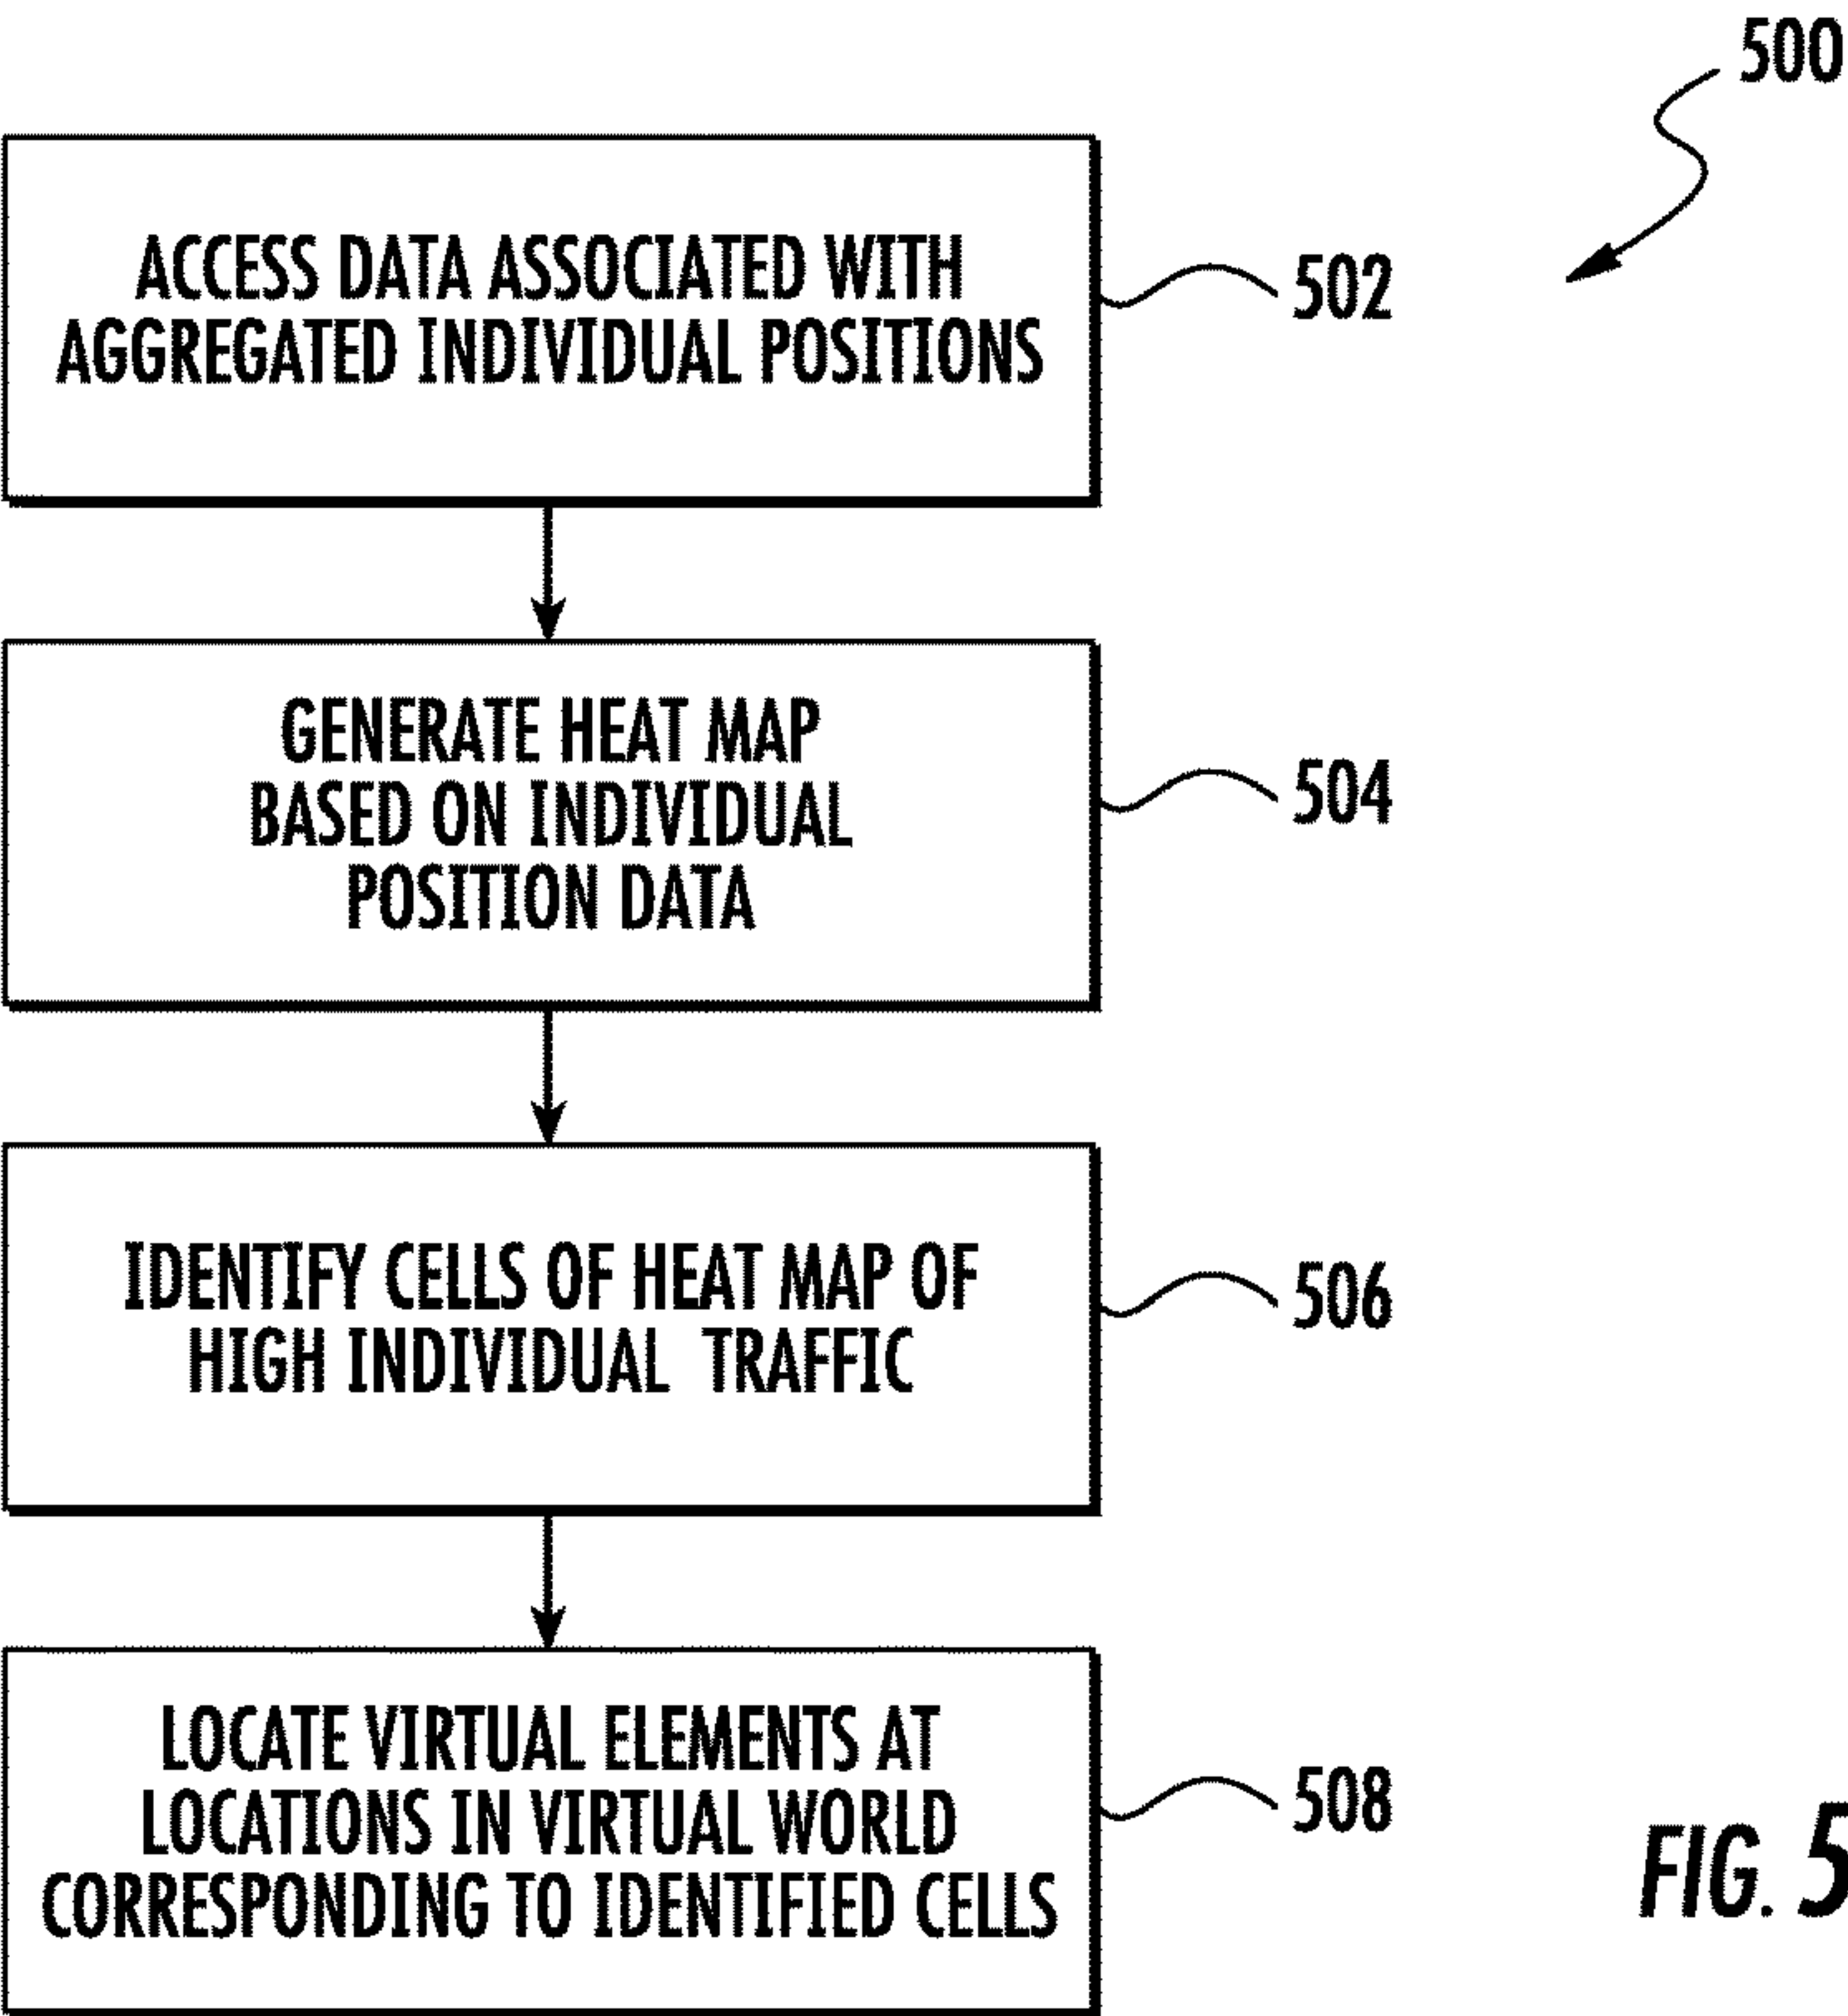 500
ACCESS DATA ASSOCIATED WITH
AGGREGATED INDIVIDUAL POSITIONS
502
GENERATE HEAT MAP
BASED ON INDIVIDUAL
POSITION DATA
504
IDENTIFY CELLS OF HEAT MAP OF
HIGH INDIVIDUAL TRAFFIC
506
LOCATE VIRTUAL ELEMENTS AT
LOCATIONS IN VIRTUAL WORLD
CORRESPONDING TO IDENTIFIED CELLS
508
FIG. 5